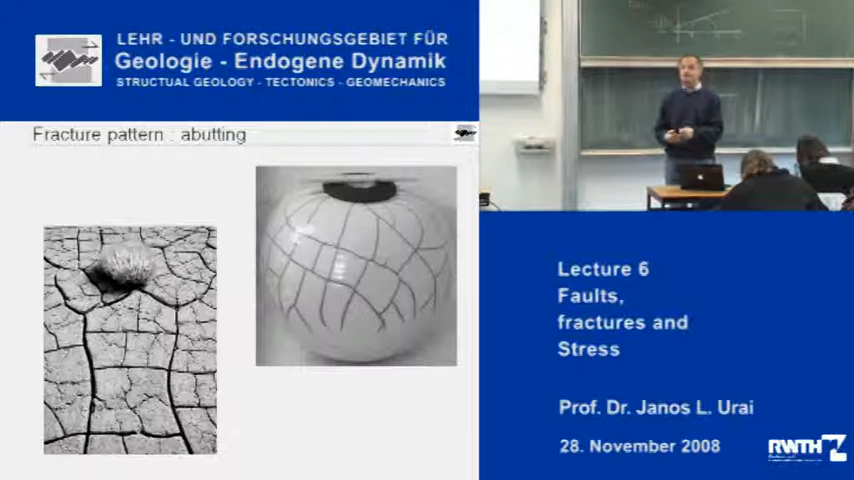 LEHR - UND FORSCHUNGSGEBIET FÜR
Geologie - Endogene Dynamik
STRUCTUAL GEOLOGY - TECTONICS - GEOMECHANICS
Fracture pattern : abutting
Lecture 6
Faults,
fractures and
Stress
Prof. Dr. Janos L. Urai
28. November 2008
RWTH